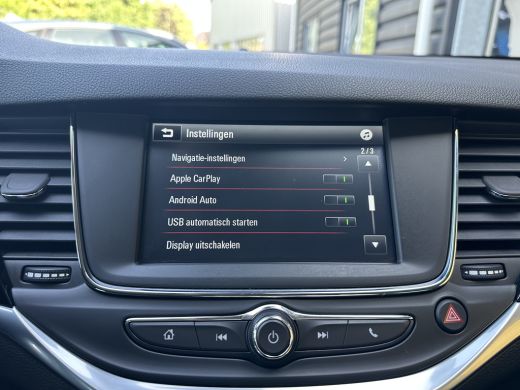 Instellingen
2/3
Navigatie-instellingen
Apple CarPlay
Android Auto
USB automatisch starten
Display uitschakelen